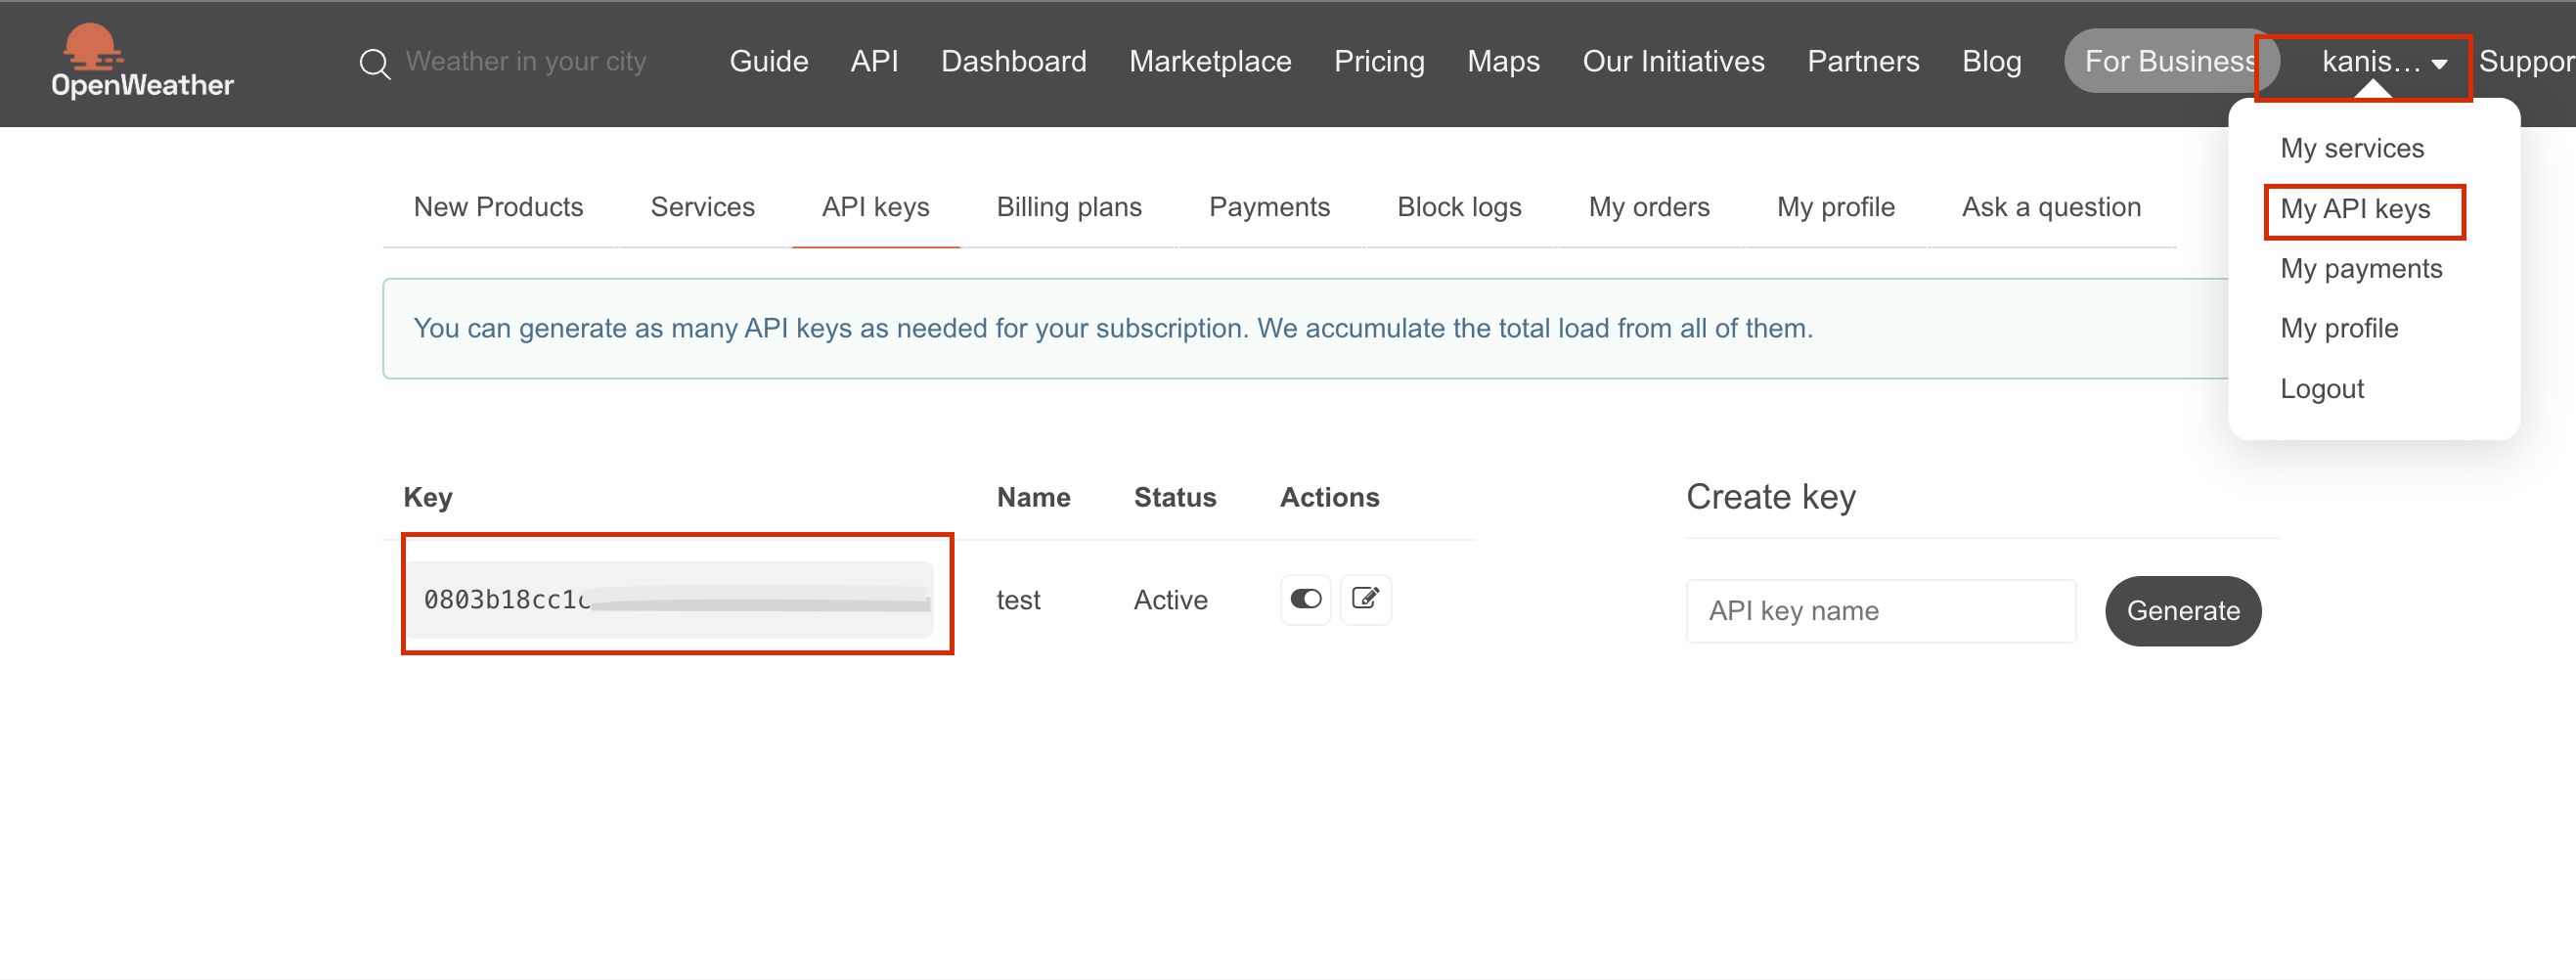 OpenWeather
Weather in your city
Guide API Dashboard Marketplace Pricing Maps Our Initiatives Partners Blog For Business kanis... Suppor
My services
My API keys
My payments
My profile
Logout
New Products Services API keys Billing plans Payments Block logs My orders My profile Ask a question
You can generate as many API keys as needed for your subscription. We accumulate the total load from all of them.
Key Name Status Actions
0803b18cc1c test Active
Create key
API key name Generate